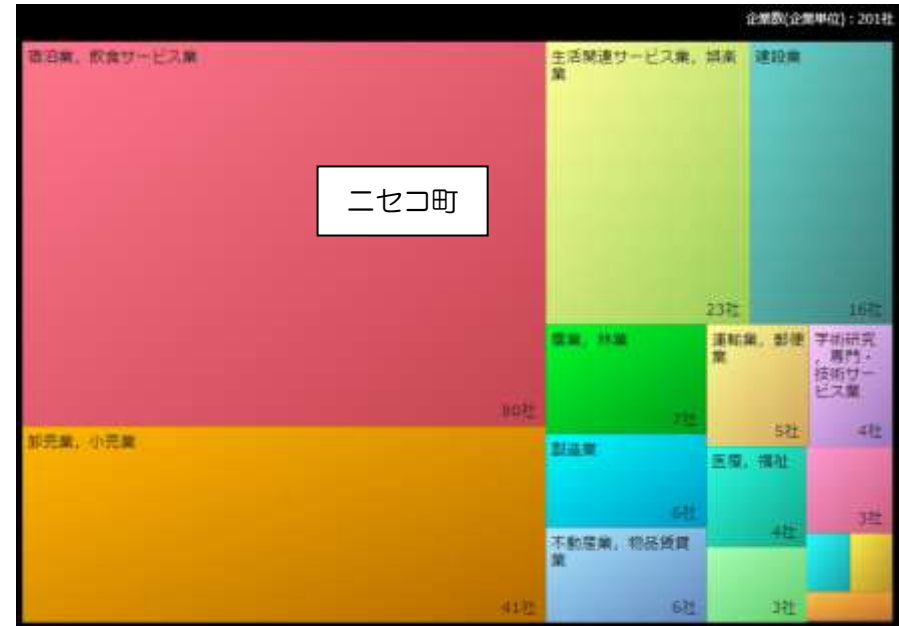 企業数(企業単位)：201社
宿泊業，飲食サービス業
80社
ニセコ町
卸売業，小売業
41社
生活関連サービス業，娯楽
業
23社
建設業
16社
農業，林業
7社
運輸業，郵便
業
5社
学術研究
，専門・
技術サー
ビス業
4社
製造業
6社
医療，福祉
4社
3社
不動産業，物品賃貸
業
6社
3社